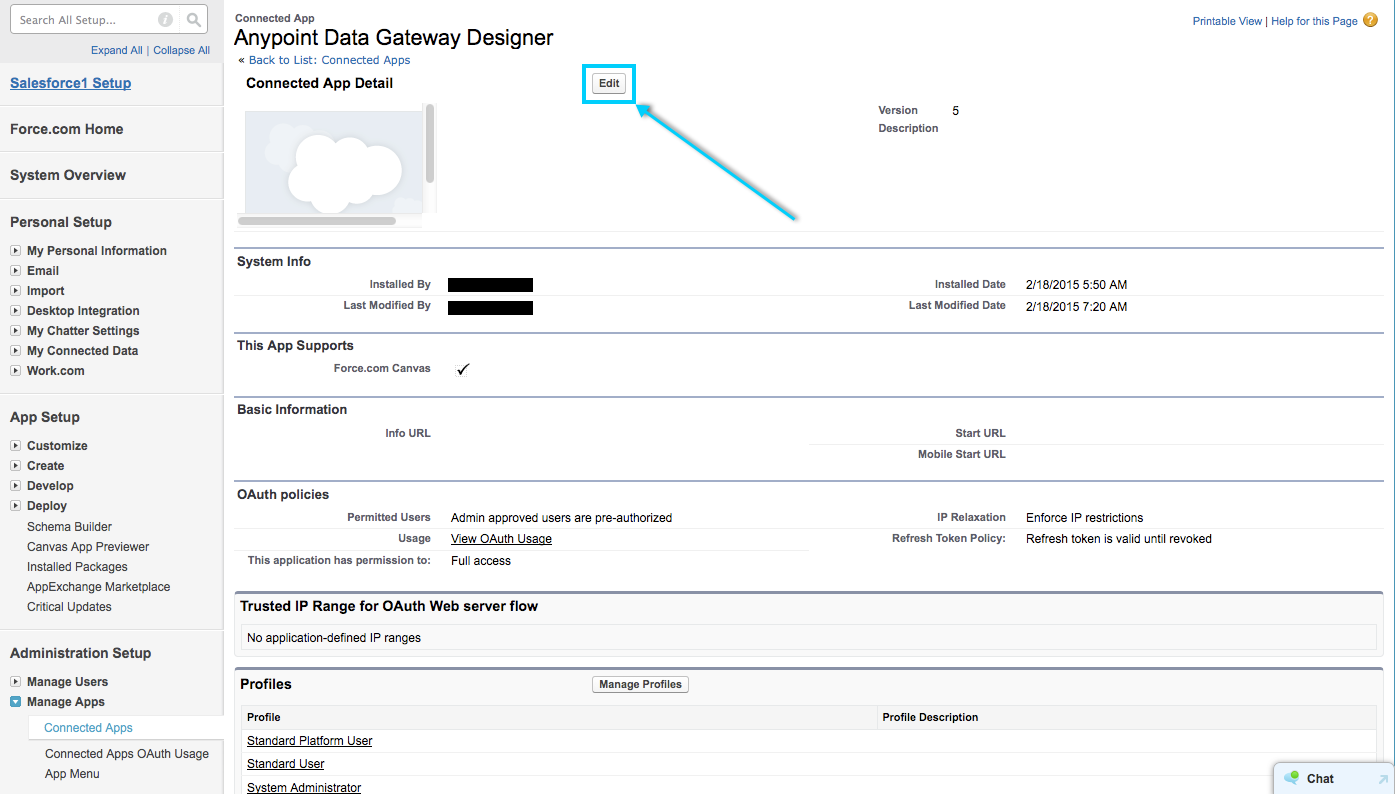 Search All Setup...
Expand All | Collapse All
Salesforce1 Setup
Force.com Home
System Overview
Personal Setup
My Personal Information
Email
Import
Desktop Integration
My Chatter Settings
My Connected Data
Work.com
App Setup
Customize
Create
Develop
Deploy
Schema Builder
Canvas App Previewer
Installed Packages
AppExchange Marketplace
Critical Updates
Administration Setup
Manage Users
Manage Apps
Connected Apps
Connected Apps OAuth Usage
App Menu
Connected App
Anypoint Data Gateway Designer
« Back to List: Connected Apps
Printable View | Help for this Page ?
Connected App Detail
Edit
Version 5
Description
System Info
Installed By
Installed Date 2/18/2015 5:50 AM
Last Modified By
Last Modified Date 2/18/2015 7:20 AM
This App Supports
Force.com Canvas ✓
Basic Information
Info URL
Start URL
Mobile Start URL
OAuth policies
Permitted Users Admin approved users are pre-authorized
IP Relaxation Enforce IP restrictions
Usage View OAuth Usage
Refresh Token Policy: Refresh token is valid until revoked
This application has permission to: Full access
Trusted IP Range for OAuth Web server flow
No application-defined IP ranges
Profiles
Manage Profiles
Profile Profile Description
Standard Platform User
Standard User
System Administrator
Chat